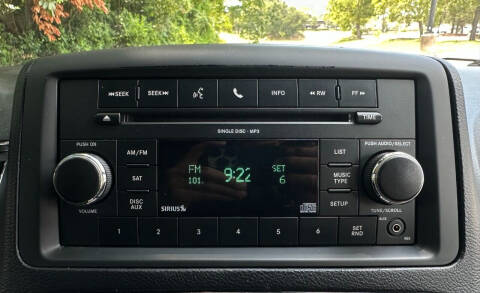 SEEK SEEK INFO RW FF
TIME
SINGLE DISC · MP3
PUSH ON
AM/FM
SAT
DISC
AUX
VOLUME
FM
101.
9:22
SET
6
SIRIUS
LIST
MUSIC
TYPE
SETUP
PUSH AUDIO/SELECT
TUNE/SCROLL
1 2 3 4 5 6
SET
RND
AUX